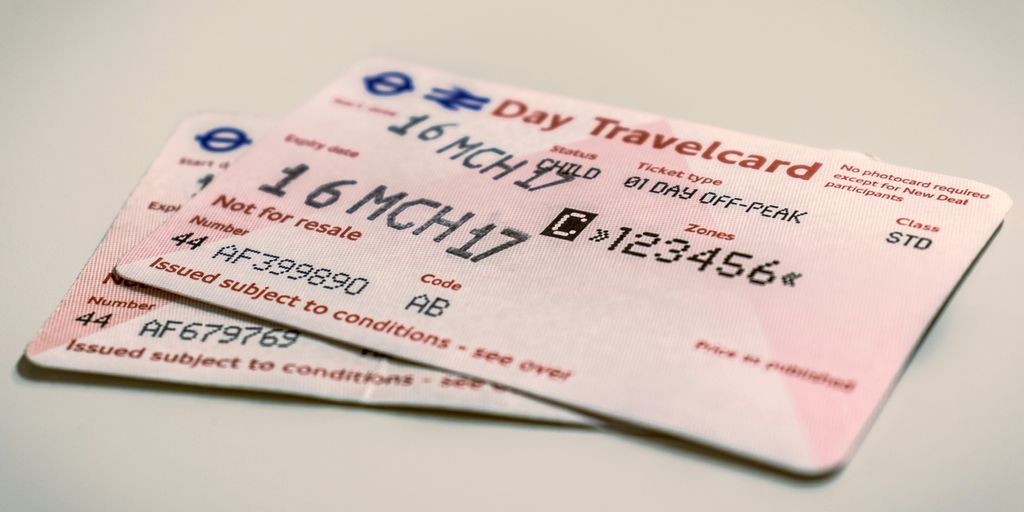 Day Travelcard
16 MCH 17
Status
CHILD
Ticket type
01 DAY OFF-PEAK
No photocard required
except for New Deal
participants
Expiry date
16 MCH 17
C »123456«
Zones
Class
STD
Not for resale
Number
44 AF399890
Code
AB
Issued subject to conditions - see over
Price as published
Start
Number
44 AF679769
Issued subject to conditions - see